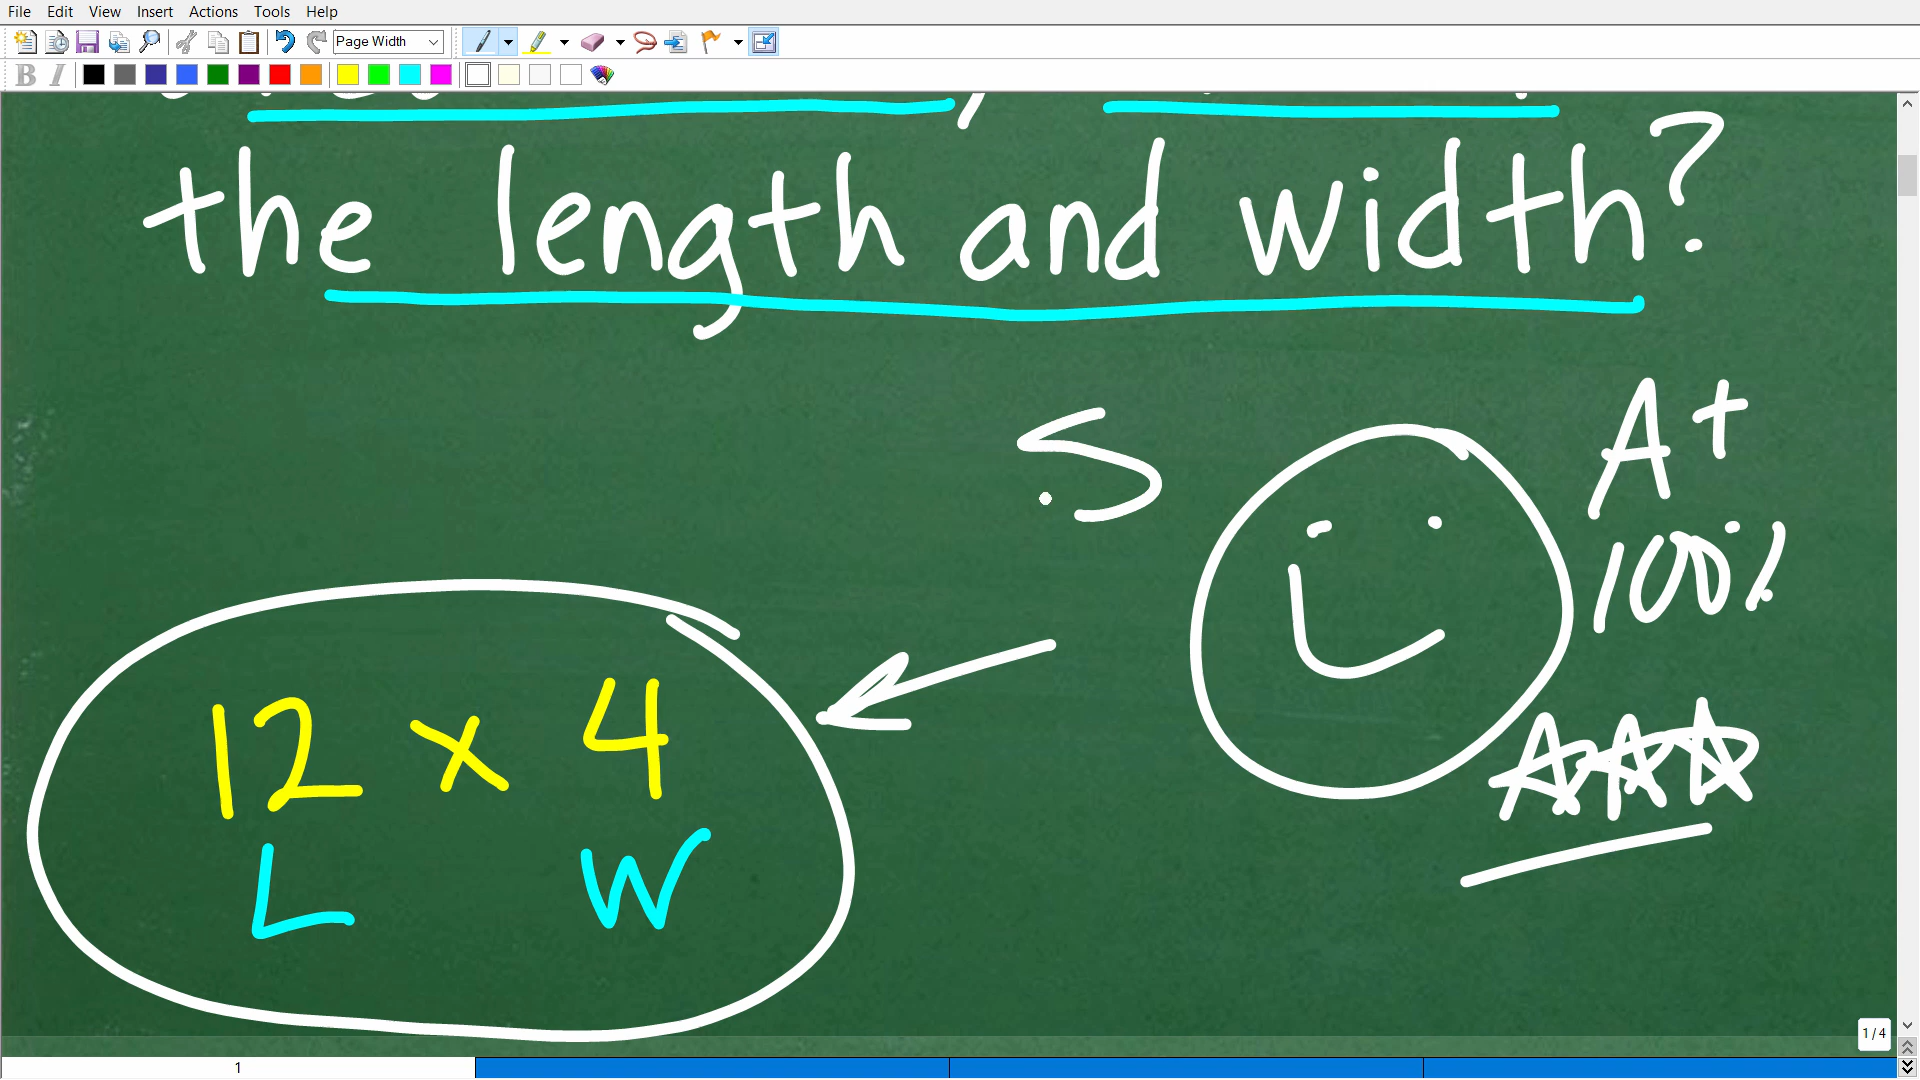 File Edit View Insert Actions Tools Help
Page Width
B I
the length and width?
S
A+
100%
12 x 4
L W
1/4
1